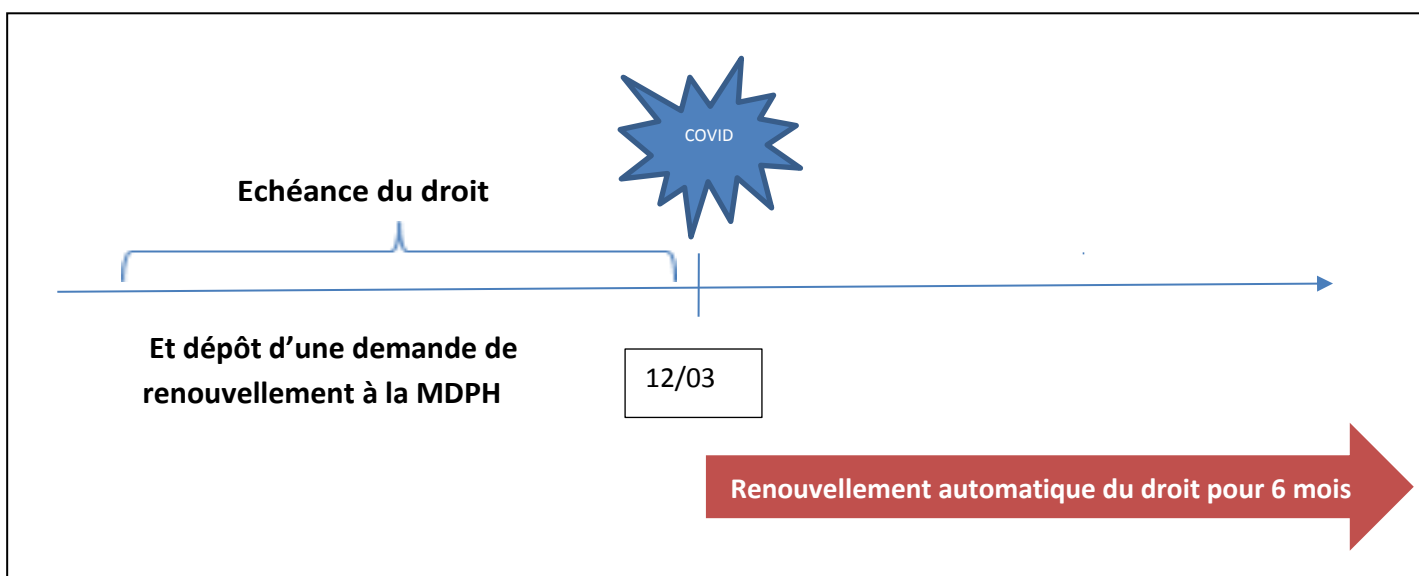 COVID
Echéance du droit
Et dépôt d’une demande de
renouvellement à la MDPH
12/03
Renouvellement automatique du droit pour 6 mois